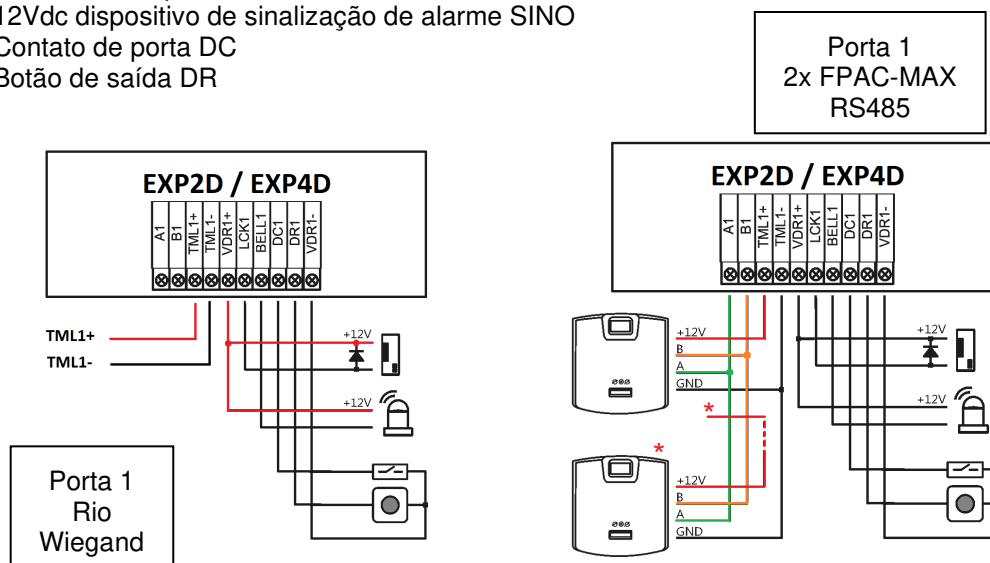 12Vdc dispositivo de sinalização de alarme SINO
Contato de porta DC
Botão de saída DR
Porta 1
2x FPAC-MAX
RS485
EXP2D / EXP4D
A1
B1
TML1+
TML1-
VDR1+
LCK1
BELL1
DC1
DR1
VDR1-
TML1+
TML1-
+12V
+12V
Porta 1
Rio
Wiegand
EXP2D / EXP4D
A1
B1
TML1+
TML1-
VDR1+
LCK1
BELL1
DC1
DR1
VDR1-
+12V
B
A
GND
*
*
+12V
B
A
GND
+12V
+12V